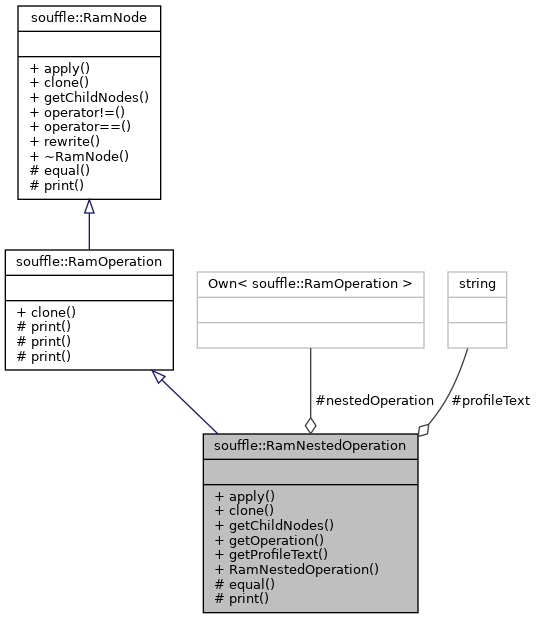 souffle::RamNode
+ apply()
+ clone()
+ getChildNodes()
+ operator!=()
+ operator==()
+ rewrite()
+ ~RamNode()
# equal()
# print()
souffle::RamOperation
+ clone()
# print()
# print()
# print()
Own< souffle::RamOperation >
string
#nestedOperation
#profileText
souffle::RamNestedOperation
+ apply()
+ clone()
+ getChildNodes()
+ getOperation()
+ getProfileText()
+ RamNestedOperation()
# equal()
# print()